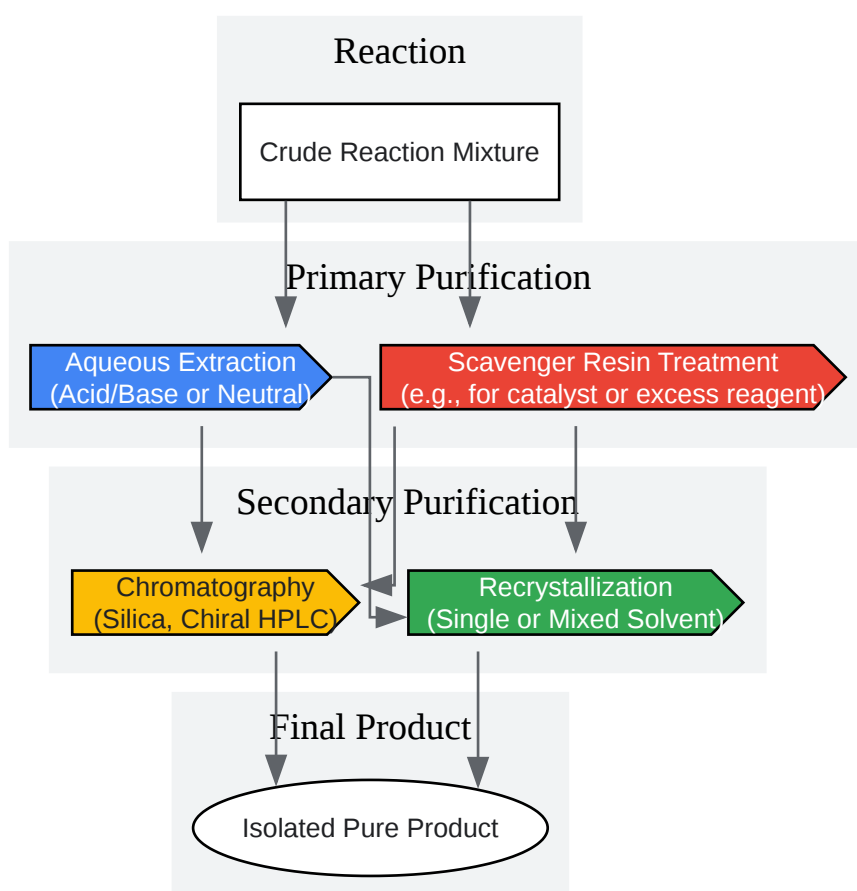 Reaction
Crude Reaction Mixture
Primary Purification
Aqueous Extraction
(Acid/Base or Neutral)
Scavenger Resin Treatment
(e.g., for catalyst or excess reagent)
Secondary Purification
Chromatography
(Silica, Chiral HPLC)
Recrystallization
(Single or Mixed Solvent)
Final Product
Isolated Pure Product